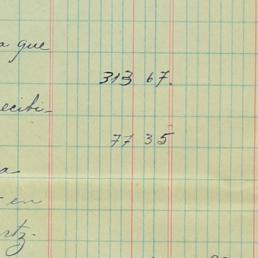 a que
313 67.
recibi-
77 35
a
en
rtz.